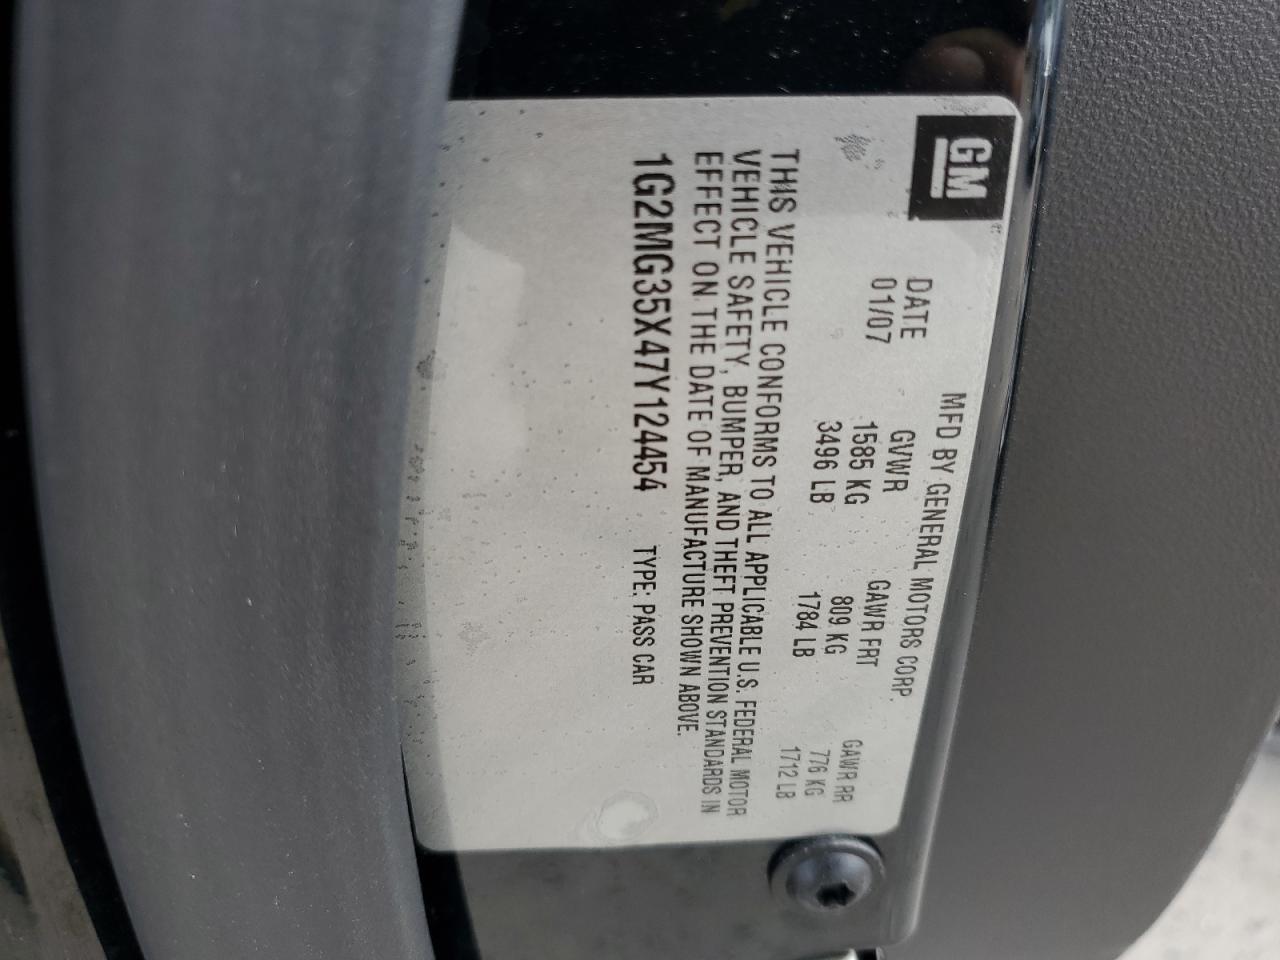 GM
MFD BY GENERAL MOTORS CORP.
DATE GVWR GAWR FRT GAWR RR
01/07 1585 KG 809 KG 776 KG
3496 LB 1784 LB 1712 LB
THIS VEHICLE CONFORMS TO ALL APPLICABLE U.S. FEDERAL MOTOR
VEHICLE SAFETY, BUMPER, AND THEFT PREVENTION STANDARDS IN
EFFECT ON THE DATE OF MANUFACTURE SHOWN ABOVE.
1G2MG35X47Y124454 TYPE: PASS CAR